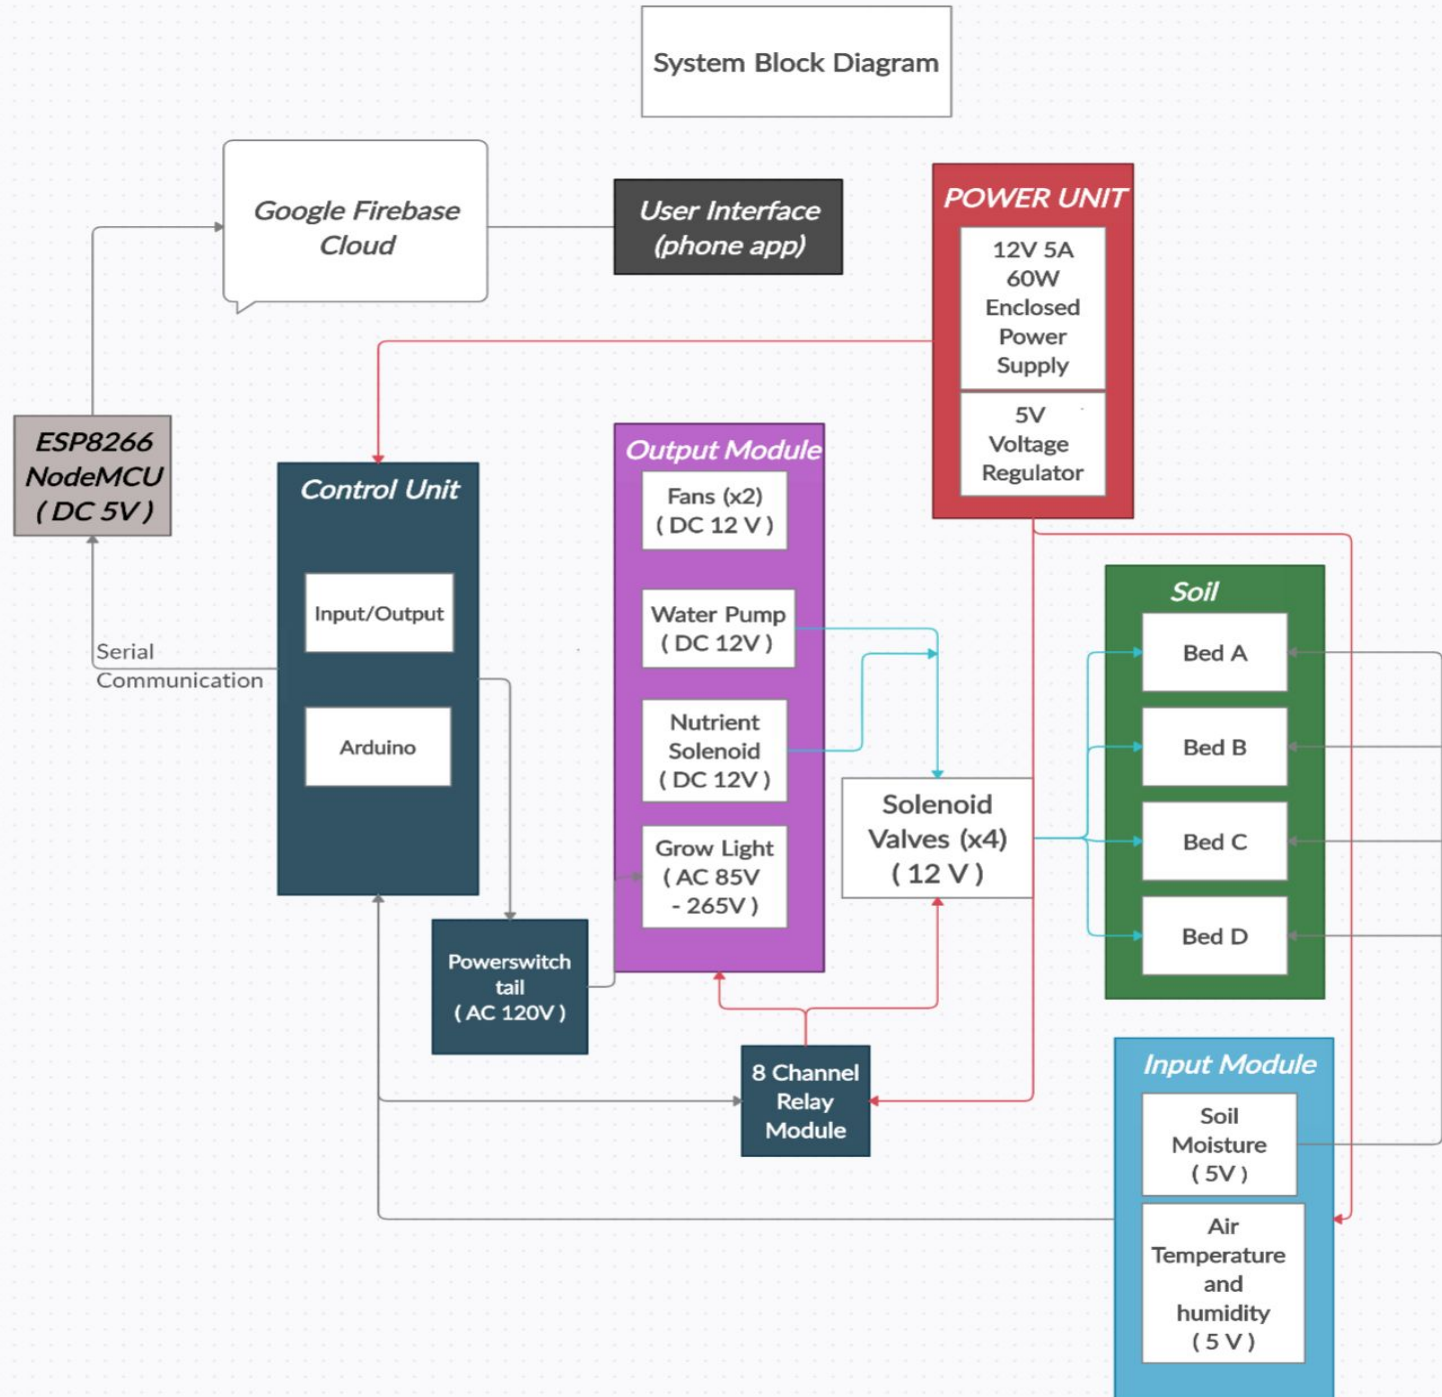 System Block Diagram
Google Firebase
Cloud
User Interface
(phone app)
POWER UNIT
12V 5A
60W
Enclosed
Power
Supply
5V
Voltage
Regulator
ESP8266
NodeMCU
( DC 5V )
Serial
Communication
Control Unit
Input/Output
Arduino
Powerswitch
tail
( AC 120V )
Output Module
Fans (x2)
( DC 12 V )
Water Pump
( DC 12V )
Nutrient
Solenoid
( DC 12V )
Grow Light
( AC 85V
- 265V )
Solenoid
Valves (x4)
( 12 V )
8 Channel
Relay
Module
Soil
Bed A
Bed B
Bed C
Bed D
Input Module
Soil
Moisture
( 5V )
Air
Temperature
and
humidity
( 5 V )